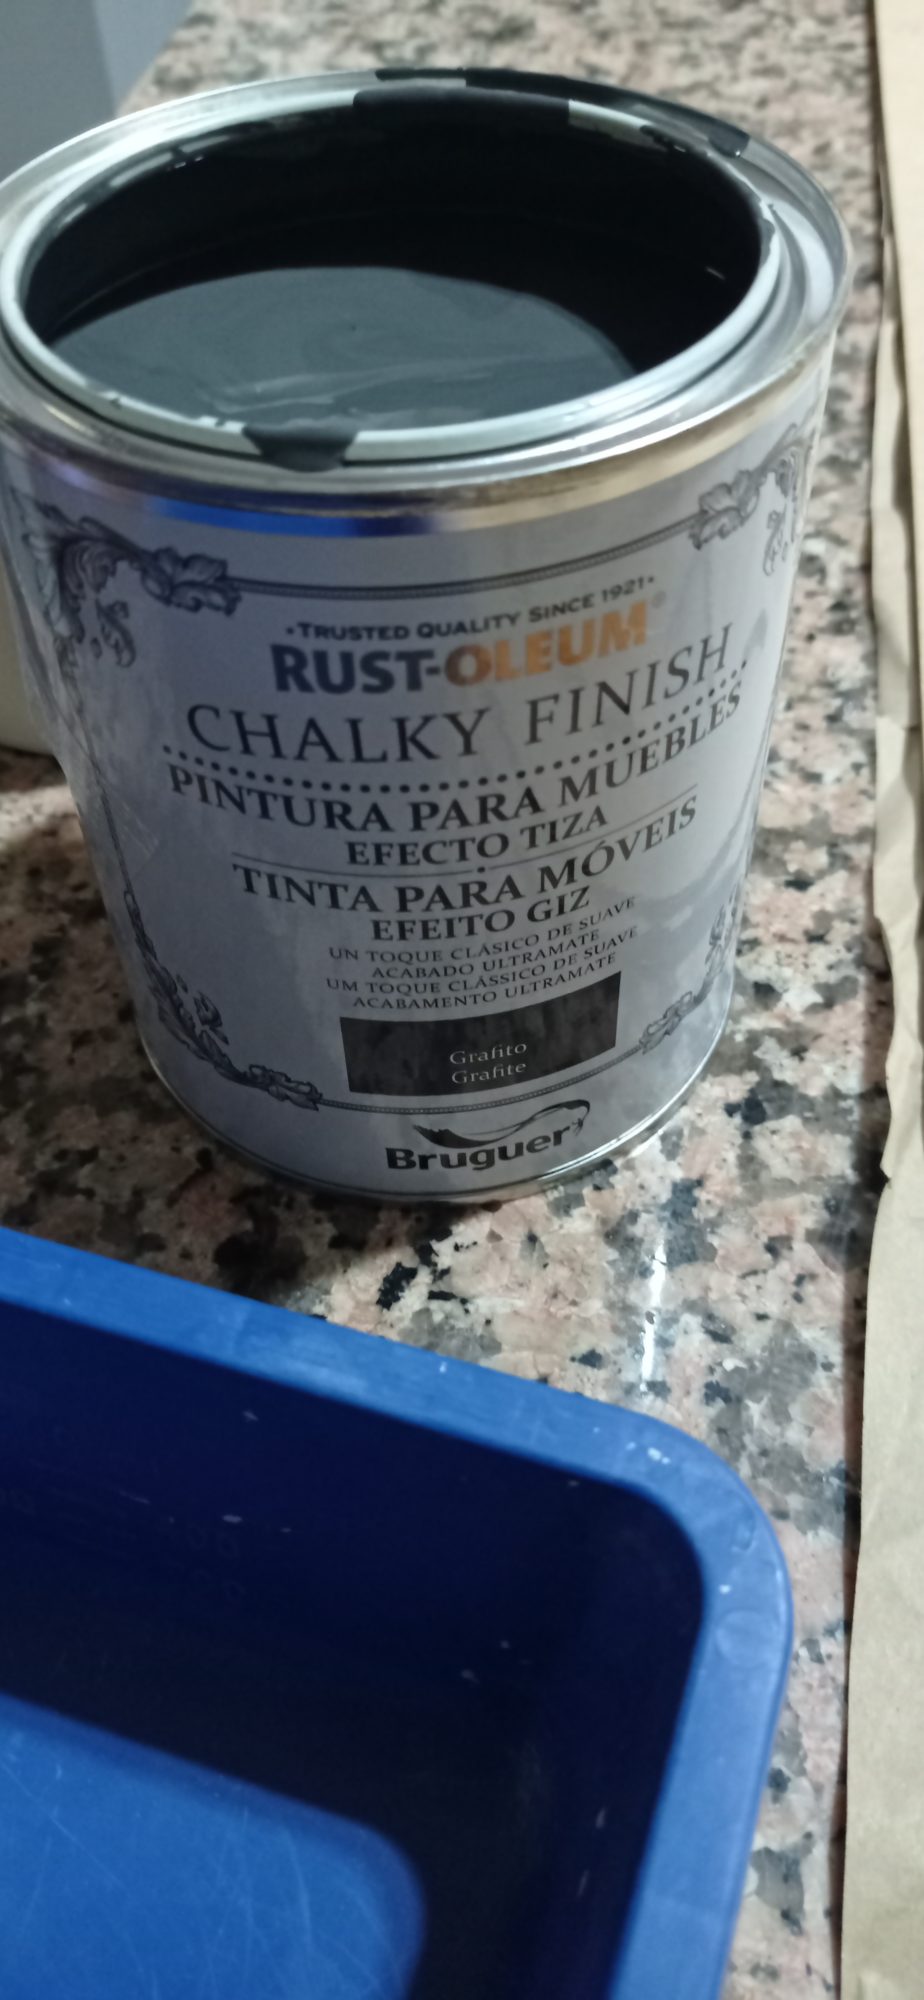 •TRUSTED QUALITY SINCE 1921•
RUST-OLEUM®
CHALKY FINISH
PINTURA PARA MUEBLES
EFECTO TIZA
TINTA PARA MÓVEIS
EFEITO GIZ
UN TOQUE CLÁSICO DE SUAVE
ACABADO ULTRAMATE
UM TOQUE CLÁSSICO DE SUAVE
ACABAMENTO ULTRAMATE
Grafito
Grafite
Bruguer